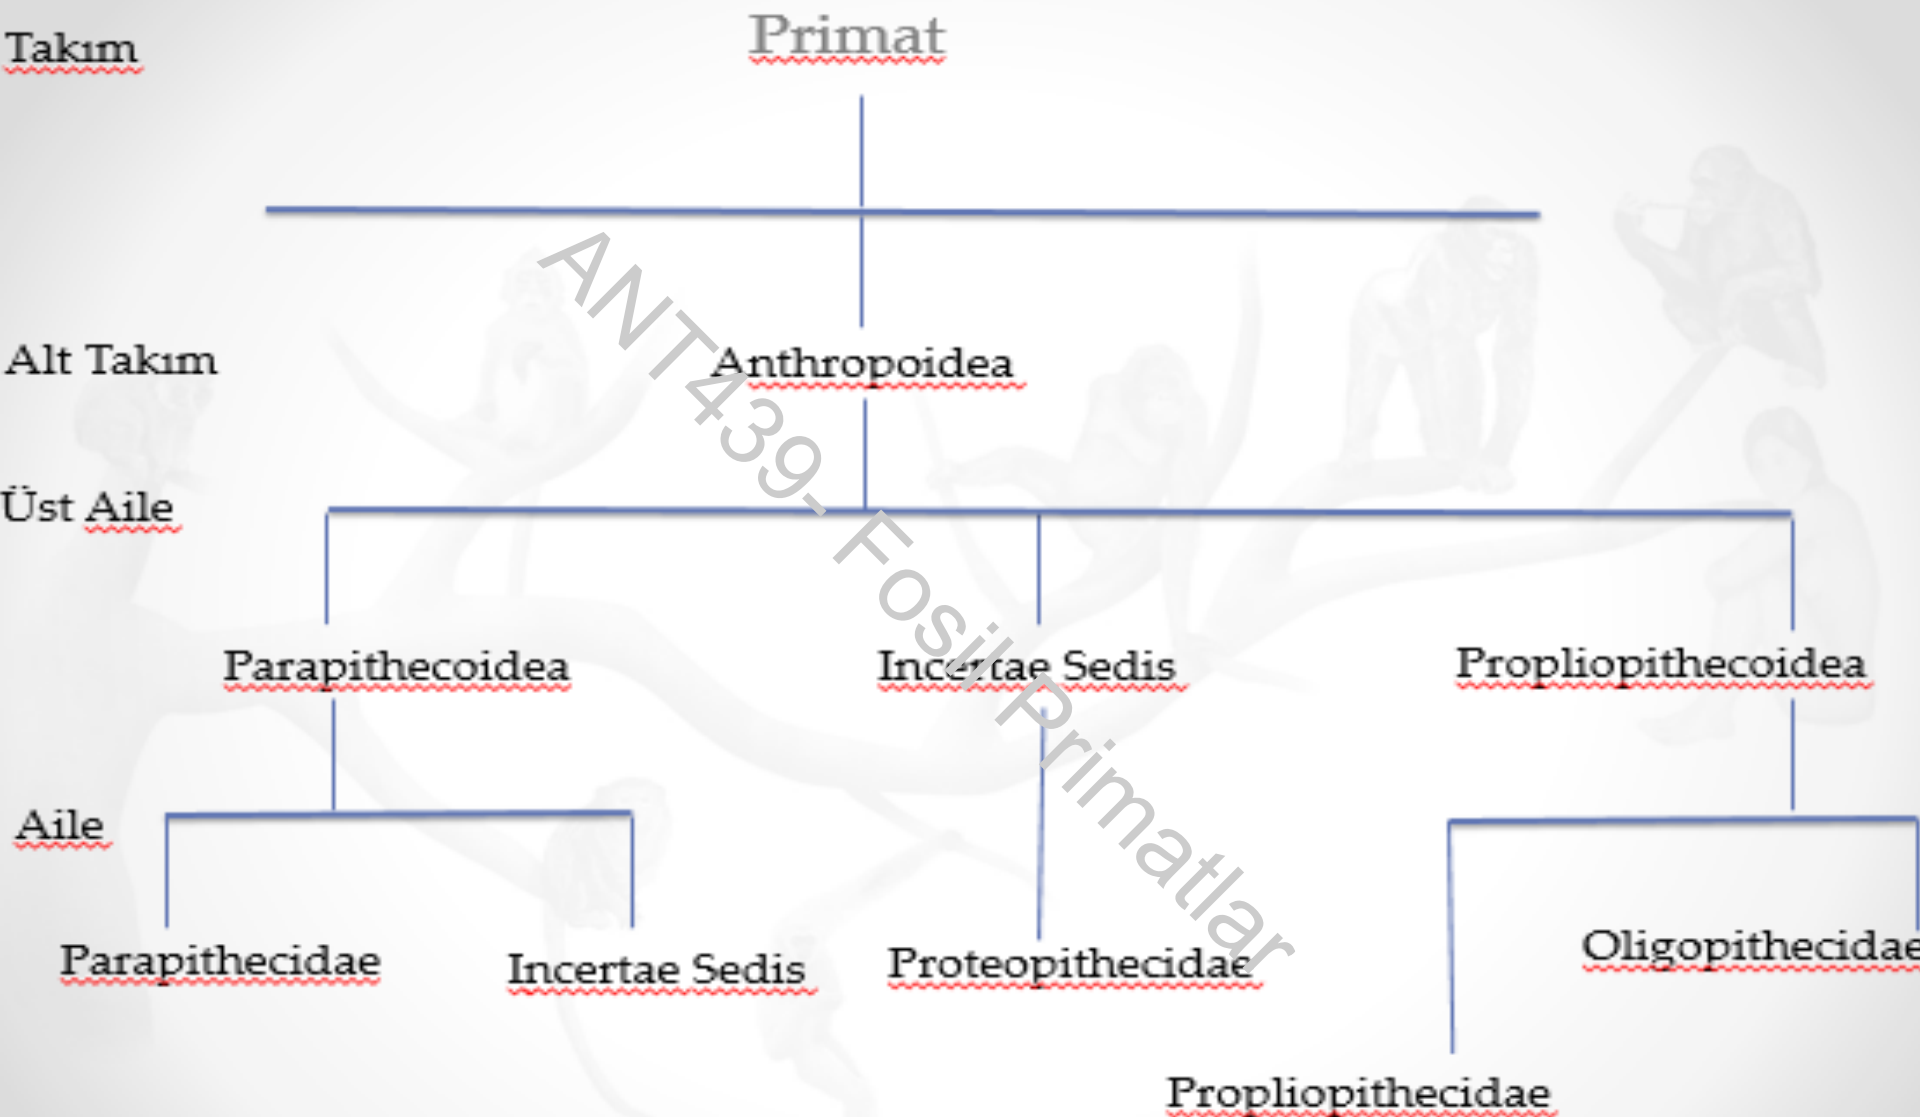 Takım
Primat
Alt Takım
Anthropoidea
Üst Aile
Parapithecoidea
Incertae Sedis
Propliopithecoidea
Aile
Parapithecidae
Incertae Sedis
Proteopithecidae
Oligopithecidae
Propliopithecidae
ANT439- Fosil Primatlar